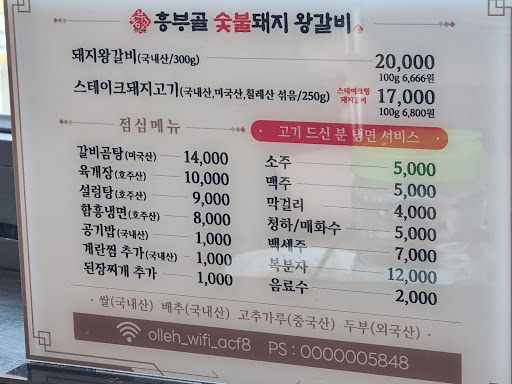 흥부골 숯불돼지 왕갈비
돼지왕갈비(국내산/300g) 20,000
100g 6,666원
스테이크돼지고기(국내산,미국산,칠레산 섞음/250g) 스테이크형 돼지갈비 17,000
100g 6,800원
점심메뉴
갈비곰탕(미국산) 14,000
육개장(호주산) 10,000
설렁탕(호주산) 9,000
함흥냉면(호주산) 8,000
공기밥(국내산) 1,000
계란찜 추가(국내산) 1,000
된장찌개 추가 1,000
고기 드신 분 냉면 서비스
소주 5,000
맥주 5,000
막걸리 4,000
청하/매화수 5,000
백세주 7,000
복분자 12,000
음료수 2,000
· 쌀(국내산) 배추(국내산) 고추가루(중국산) 두부(외국산) ·
olleh_wifi_acf8 PS : 0000005848